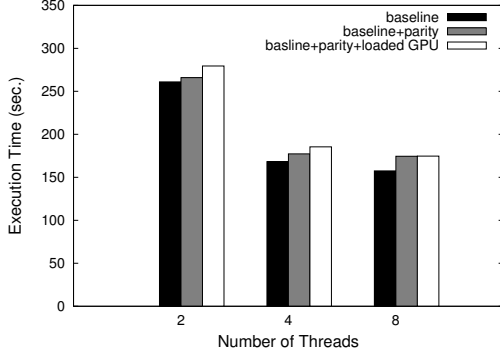 350
300
250
200
150
100
50
0
Execution Time (sec.)
baseline
baseline+parity
basline+parity+loaded GPU
2 4 8
Number of Threads